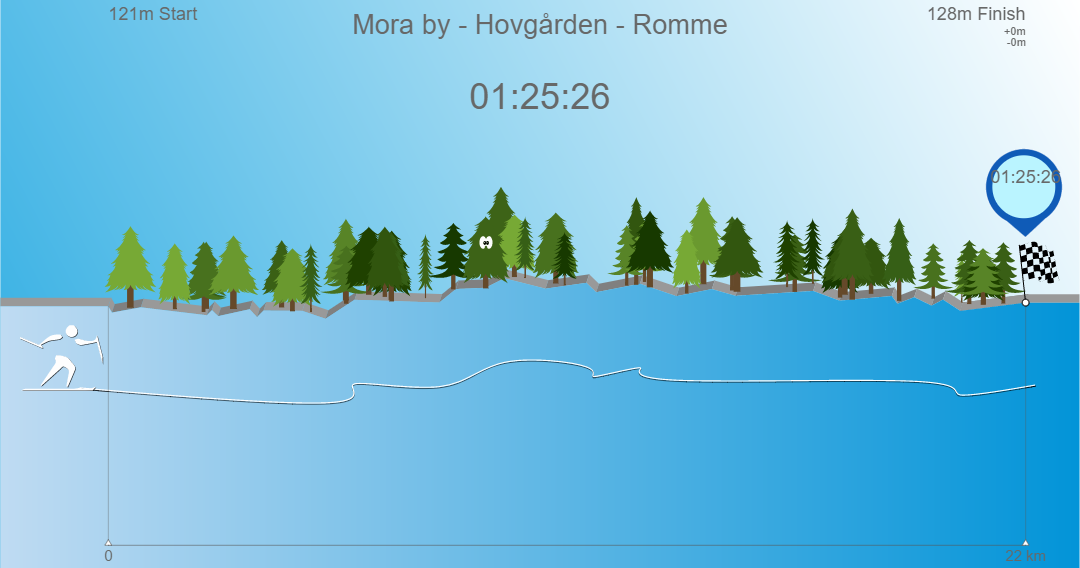 121m Start
Mora by - Hovgården - Romme
128m Finish
+0m
-0m
01:25:26
01:25:26
0
22 km